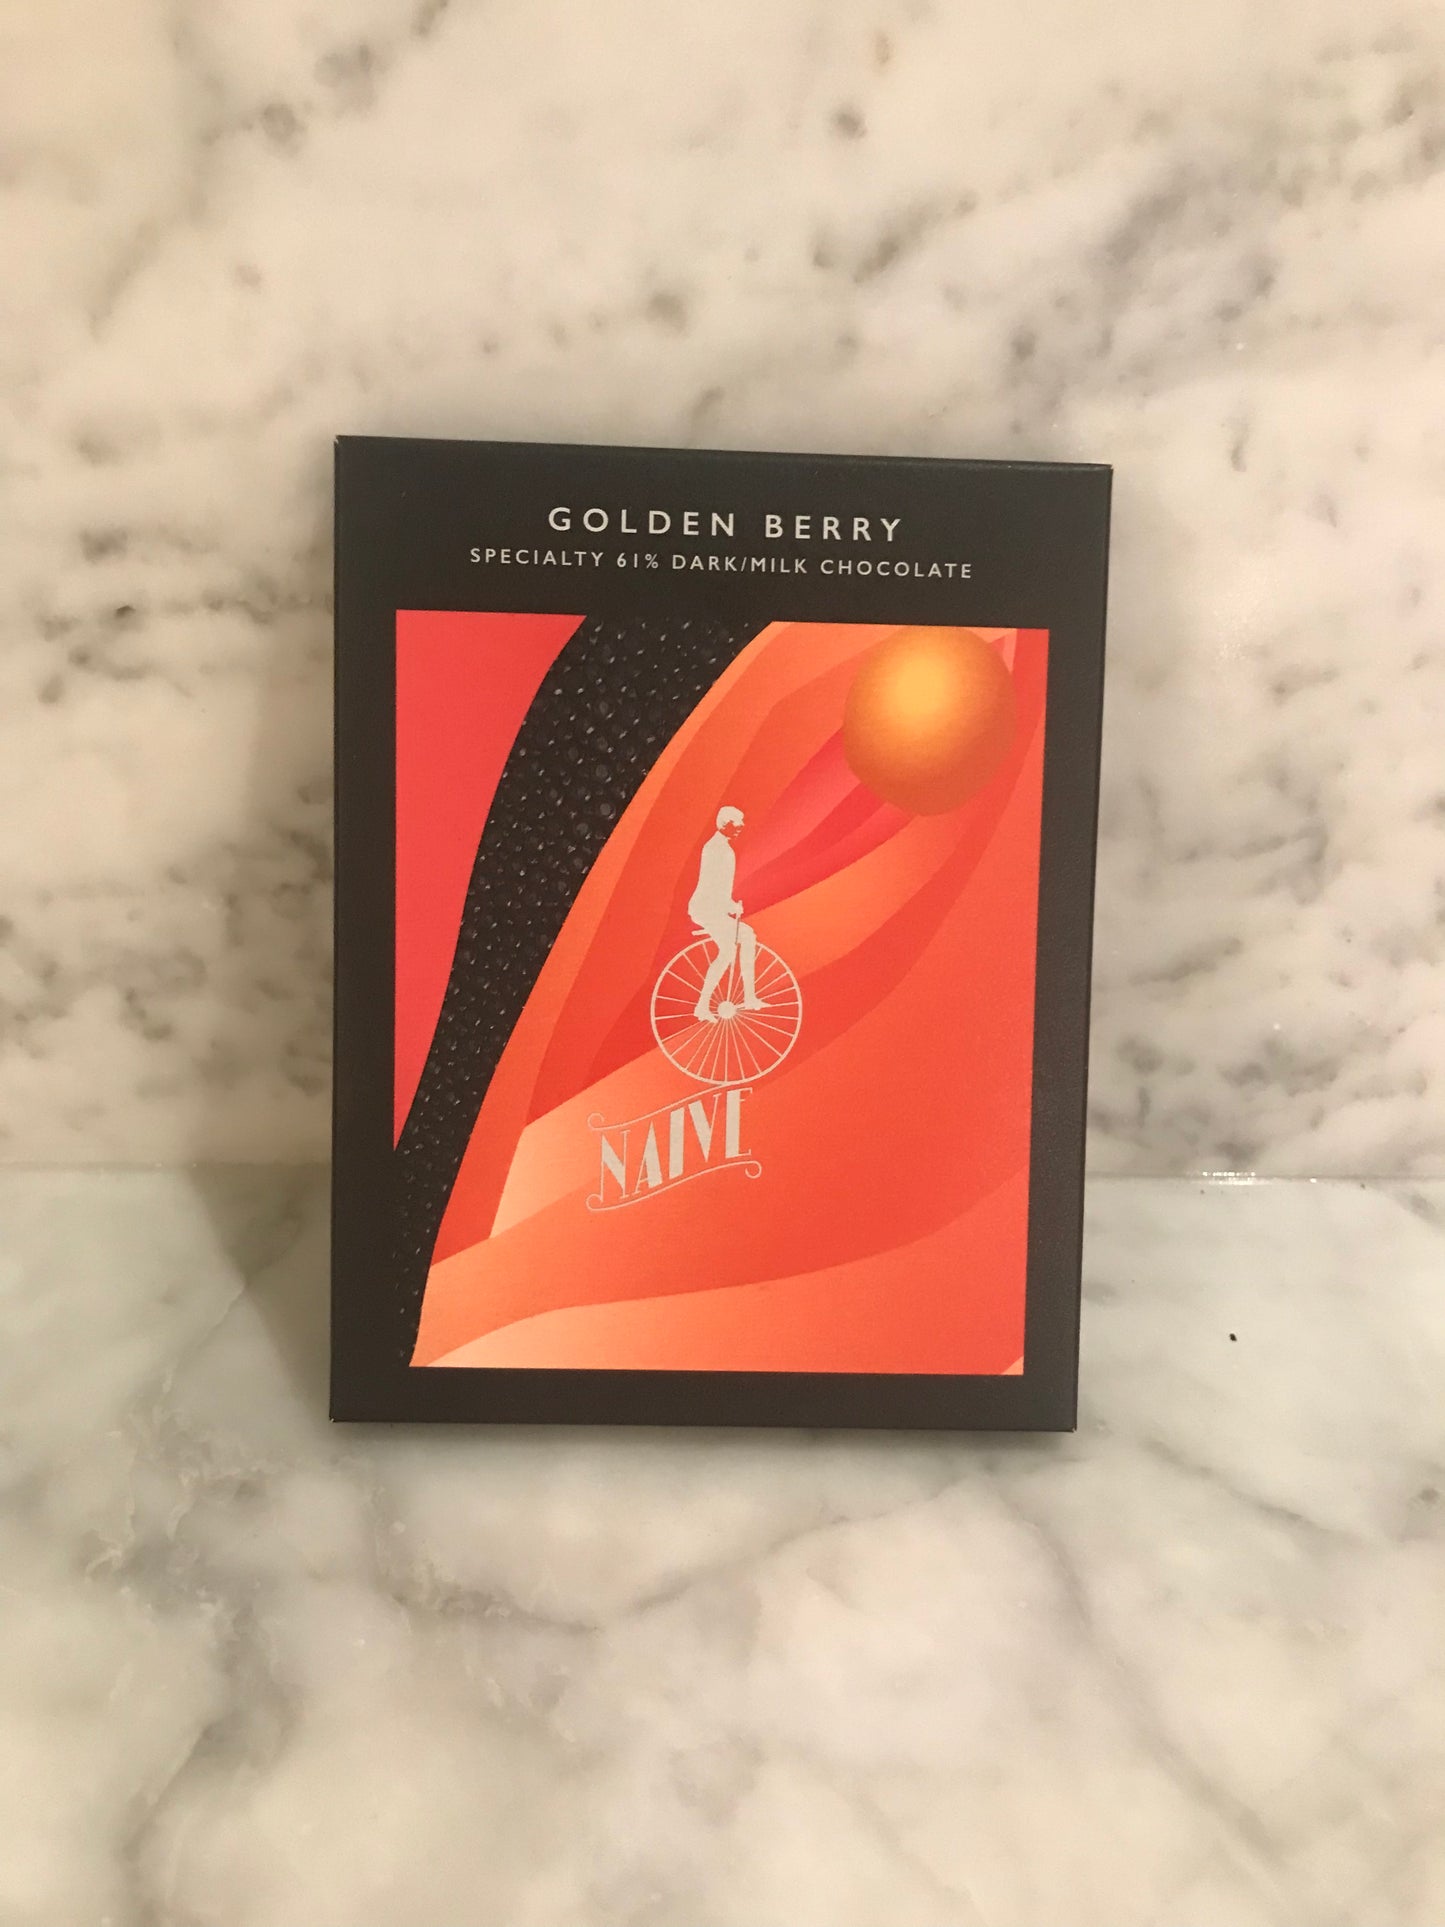 GOLDEN BERRY
SPECIALTY 61% DARK/MILK CHOCOLATE
NAIVE